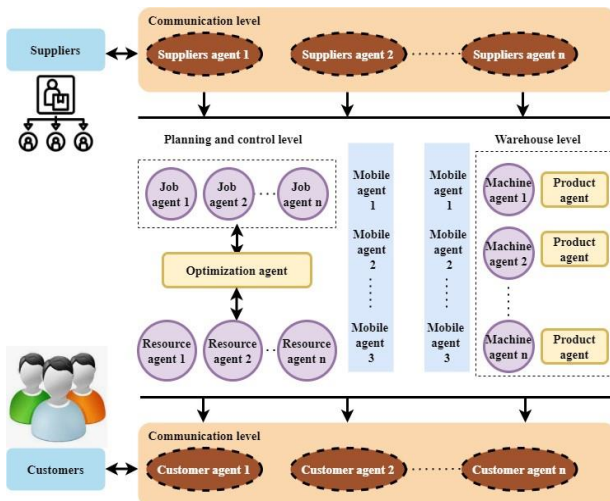 Communication level
Suppliers
Suppliers agent 1
Suppliers agent 2
Suppliers agent n
Planning and control level
Warehouse level
Job
agent 1
Job
agent 2
Job
agent n
Optimization agent
Resource
agent 1
Resource
agent 2
Resource
agent n
Mobile
agent
1
Mobile
agent
2
Mobile
agent
3
Mobile
agent
1
Mobile
agent
2
Mobile
agent
3
Machine
agent 1
Product
agent
Machine
agent 2
Product
agent
Machine
agent n
Product
agent
Communication level
Customers
Customer agent 1
Customer agent 2
Customer agent n